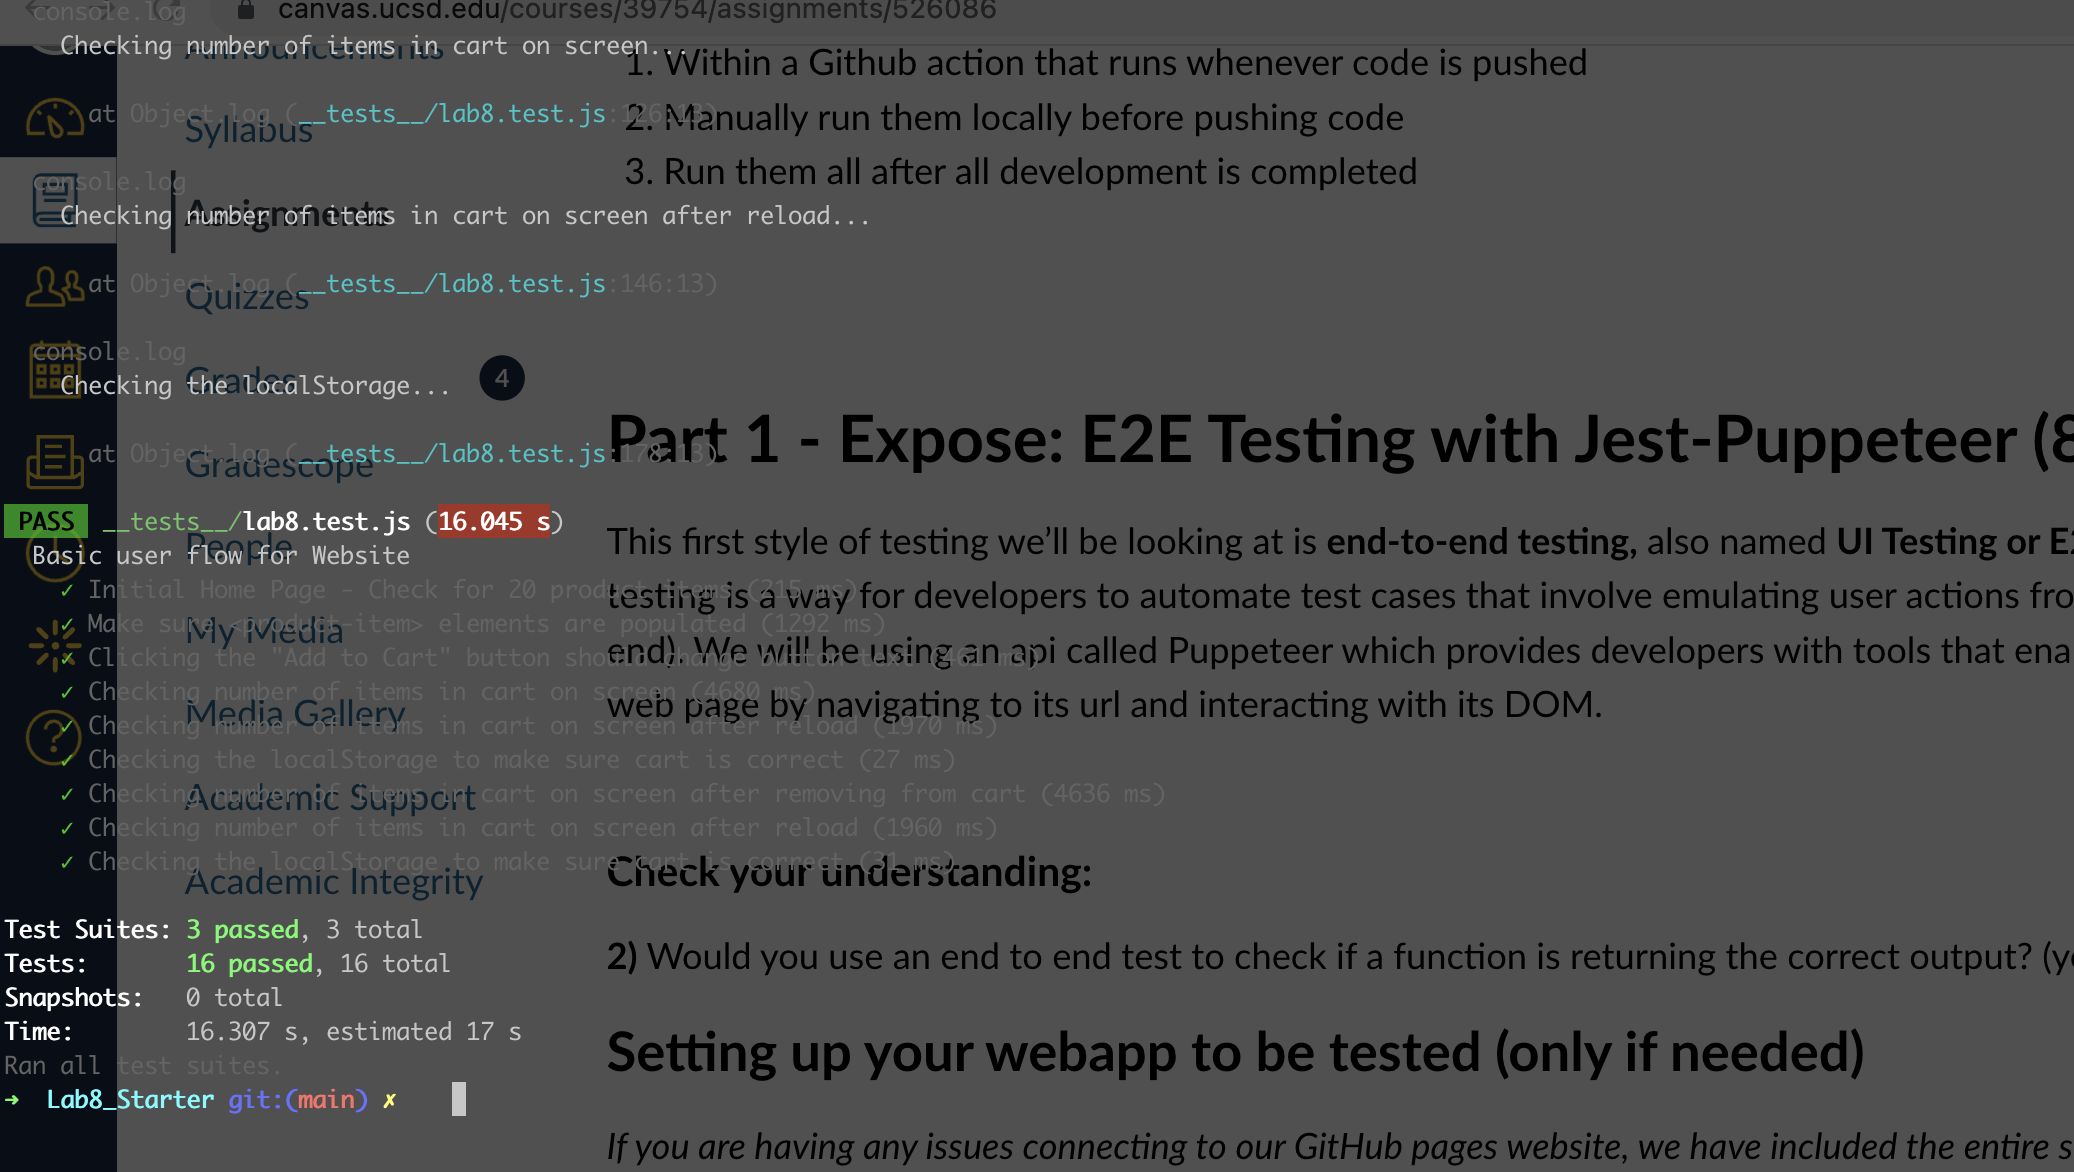 console.log
canvas.ucsd.edu/courses/39754/assignments/526086
Checking number of items in cart on screen...
Announcements
1. Within a Github action that runs whenever code is pushed
at Object.log (__tests__/lab8.test.js:126:13)
Syllabus
2. Manually run them locally before pushing code
3. Run them all after all development is completed
console.log
Checking number of items in cart on screen after reload...
Assignments
at Object.log (__tests__/lab8.test.js:146:13)
Quizzes
console.log
Checking the localStorage...
Grades
4
Part 1 - Expose: E2E Testing with Jest-Puppeteer (8
at Object.log (__tests__/lab8.test.js:178:13)
Gradescope
PASS __tests__/lab8.test.js (16.045 s)
People
This first style of testing we'll be looking at is end-to-end testing, also named UI Testing or E2
Basic user flow for Website
✓ Initial Home Page - Check for 20 product items (215 ms)
testing is a way for developers to automate test cases that involve emulating user actions fro
✓ Make sure <product-item> elements are populated (1292 ms)
My Media
✓ Clicking the "Add to Cart" button should change button text (461 ms)
end). We will be using an api called Puppeteer which provides developers with tools that ena
✓ Checking number of items in cart on screen (4680 ms)
Media Gallery
web page by navigating to its url and interacting with its DOM.
✓ Checking number of items in cart on screen after reload (1970 ms)
✓ Checking the localStorage to make sure cart is correct (27 ms)
✓ Checking number of items in cart on screen after removing from cart (4636 ms)
Academic Support
✓ Checking number of items in cart on screen after reload (1960 ms)
✓ Checking the localStorage to make sure cart is correct (31 ms)
Academic Integrity
Check your understanding:
Test Suites: 3 passed, 3 total
Tests: 16 passed, 16 total
2) Would you use an end to end test to check if a function is returning the correct output? (ye
Snapshots: 0 total
Time: 16.307 s, estimated 17 s
Setting up your webapp to be tested (only if needed)
Ran all test suites.
➜ Lab8_Starter git:(main) ✗
If you are having any issues connecting to our GitHub pages website, we have included the entire s